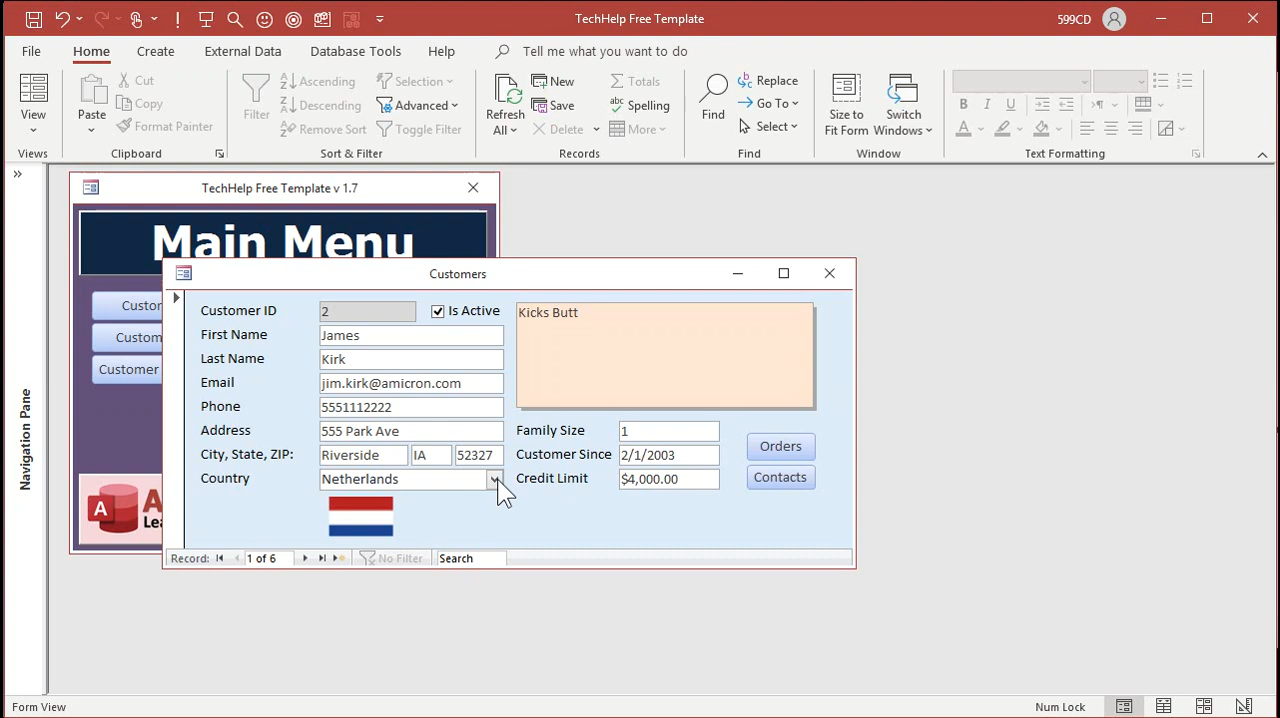 TechHelp Free Template
599CD
File Home Create External Data Database Tools Help Tell me what you want to do
View
Views
Paste
Cut
Copy
Format Painter
Clipboard
Filter
Ascending
Descending
Remove Sort
Selection
Advanced
Toggle Filter
Sort & Filter
Refresh
All
New
Save
Delete
Totals
Spelling
More
Records
Find
Replace
Go To
Select
Find
Size to
Fit Form
Switch
Windows
Window
B I U
A
Text Formatting
Navigation Pane
TechHelp Free Template v 1.7
Main Menu
Custom
Custom
Customer
A
Lea
Customers
Customer ID 2 Is Active
First Name James
Last Name Kirk
Email jim.kirk@amicron.com
Phone 5551112222
Address 555 Park Ave
City, State, ZIP: Riverside IA 52327
Country Netherlands
Kicks Butt
Family Size 1
Customer Since 2/1/2003
Credit Limit $4,000.00
Orders
Contacts
Record: 1 of 6 No Filter Search
Form View
Num Lock